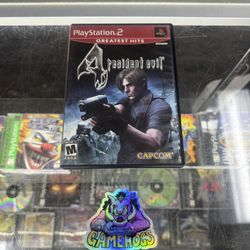 PlayStation 2
GREATEST HITS
4
resident evil
M
CAPCOM
GAMEHOGS